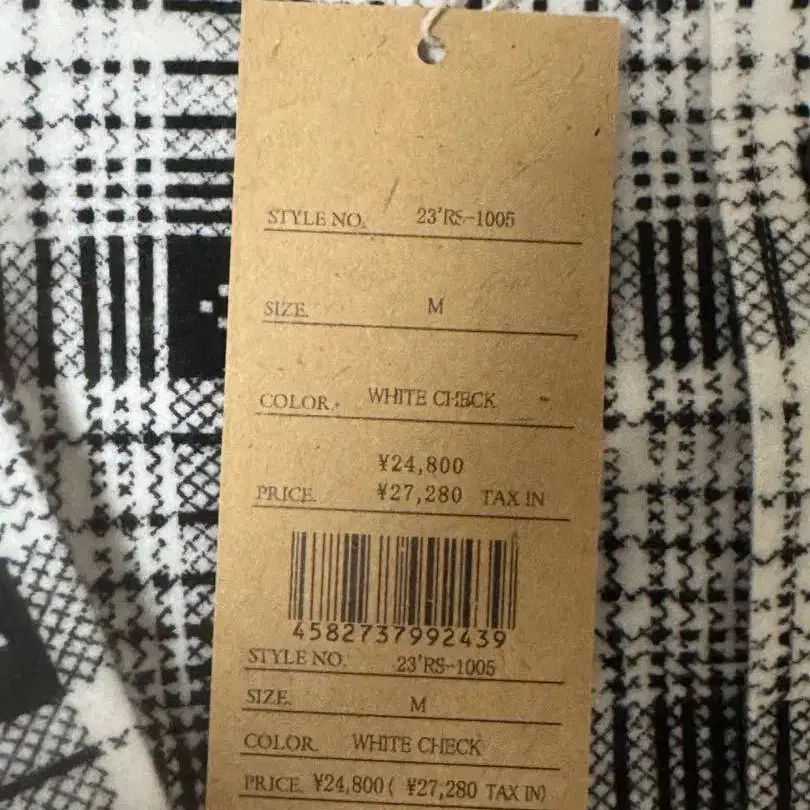 STYLE NO. 23'RS-1005
SIZE. M
COLOR. WHITE CHECK
¥24,800
PRICE. ¥27,280 TAX IN
4582737992439
STYLE NO. 23'RS-1005
SIZE. M
COLOR. WHITE CHECK
PRICE. ¥24,800 ( ¥27,280 TAX IN)